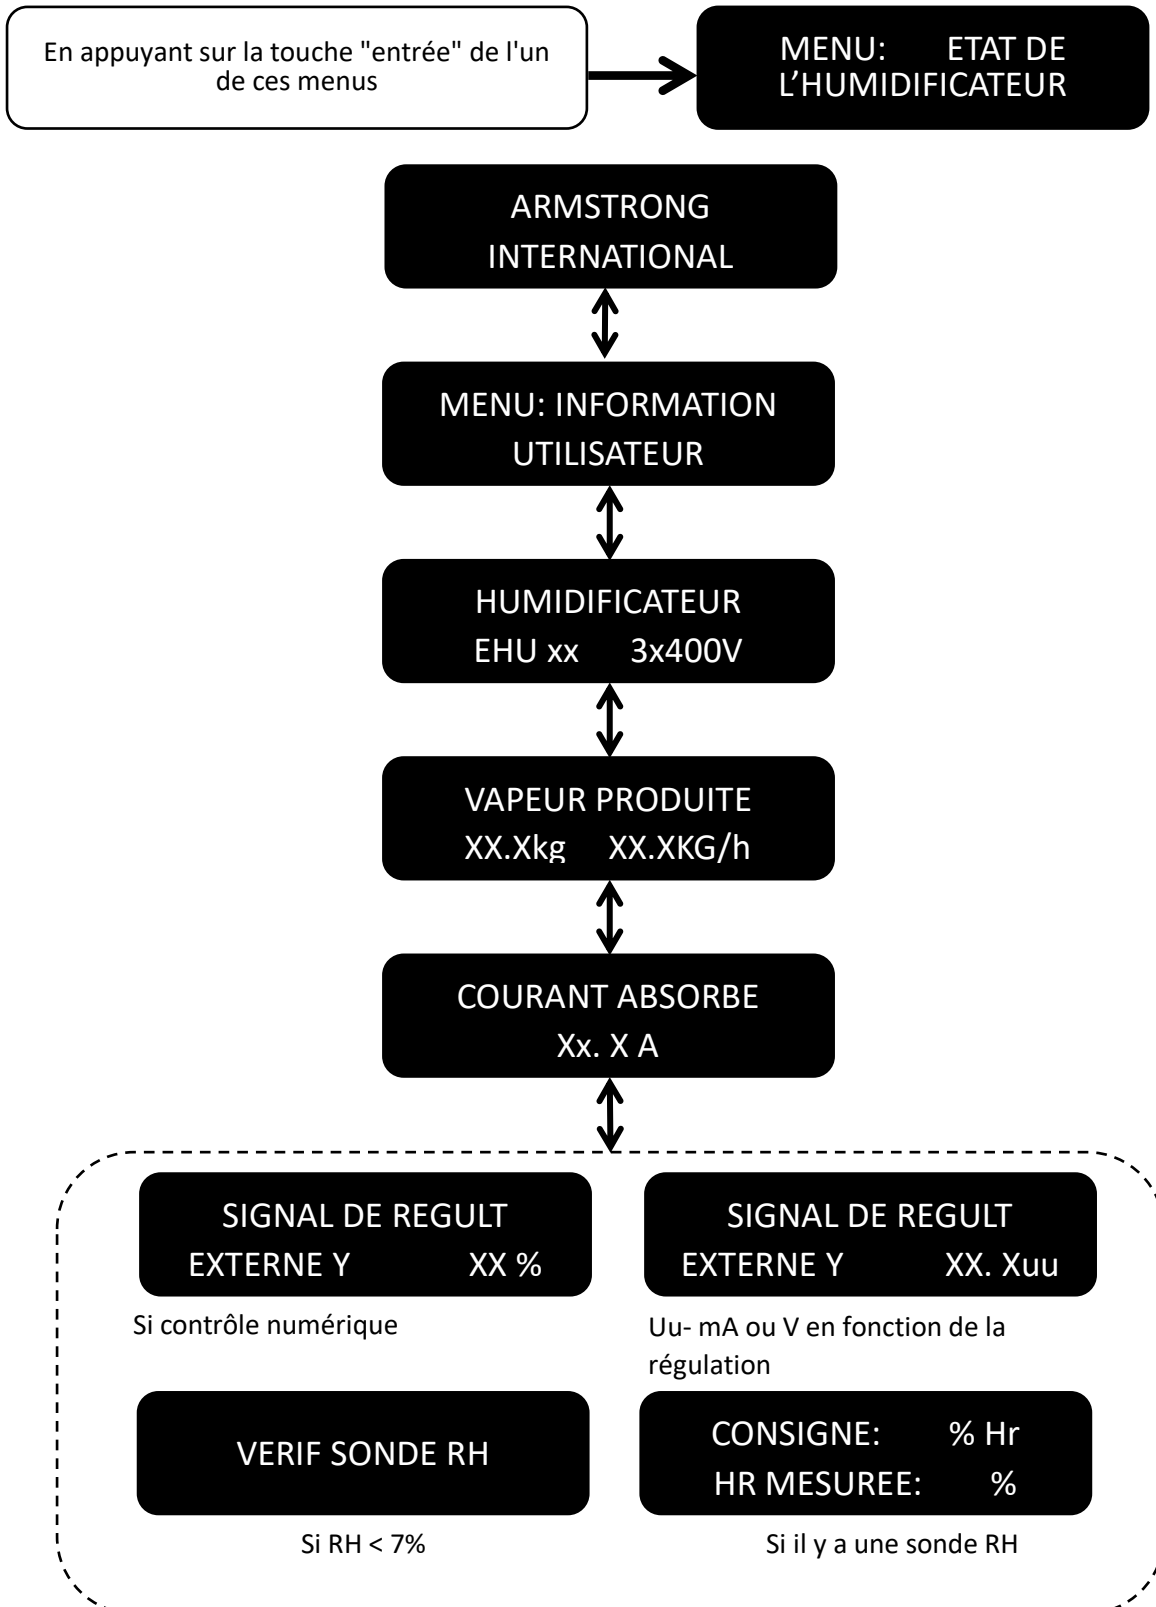 En appuyant sur la touche "entrée" de l'un
de ces menus
MENU: ETAT DE
L'HUMIDIFICATEUR
ARMSTRONG
INTERNATIONAL
MENU: INFORMATION
UTILISATEUR
HUMIDIFICATEUR
EHU xx 3x400V
VAPEUR PRODUITE
XX.Xkg XX.XKG/h
COURANT ABSORBE
Xx. X A
SIGNAL DE REGULT
EXTERNE Y XX %
Si contrôle numérique
SIGNAL DE REGULT
EXTERNE Y XX. Xuu
Uu- mA ou V en fonction de la
régulation
VERIF SONDE RH
Si RH < 7%
CONSIGNE: % Hr
HR MESUREE: %
Si il y a une sonde RH